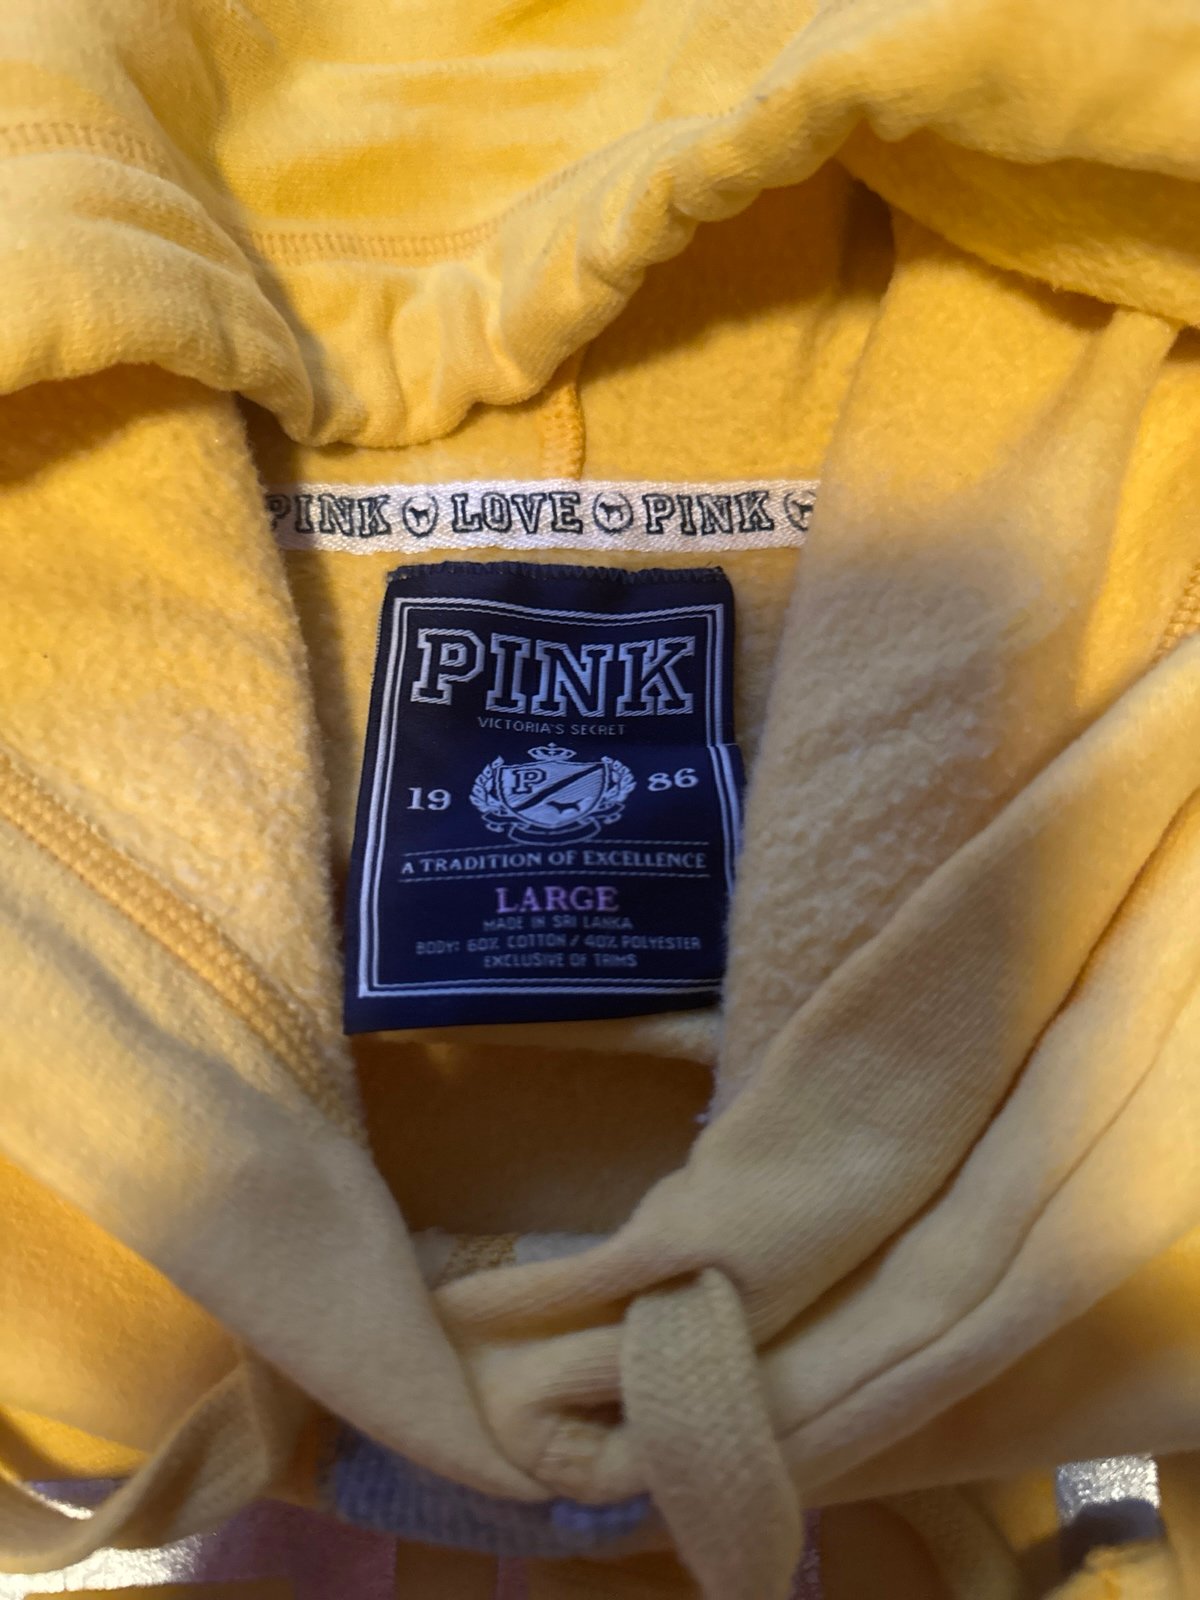 PINK LOVE PINK
PINK
VICTORIA'S SECRET
P
19 86
A TRADITION OF EXCELLENCE
LARGE
MADE IN SRI LANKA
BODY: 60% COTTON / 40% POLYESTER
EXCLUSIVE OF TRIMS